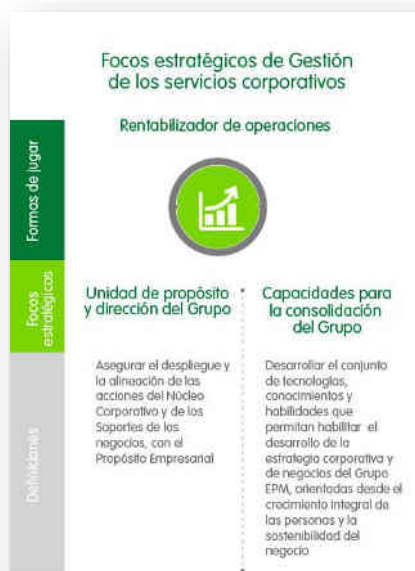 Focos estratégicos de Gestión
de los servicios corporativos
Rentabilizador de operaciones
Formas de jugar
Focos
estratégicos
Unidad de propósito
y dirección del Grupo
Capacidades para
la consolidación
del Grupo
Definiciones
Asegurar el despliegue y
la alineación de las
acciones del Núcleo
Corporativo y de los
Soportes de los
negocios, con el
Propósito Empresarial
Desarrollar el conjunto
de tecnologías,
conocimientos y
habilidades que
permitan habilitar el
desarrollo de la
estrategia corporativa y
de negocios del Grupo
EPM, orientadas desde el
crecimiento integral de
las personas y la
sostenibilidad del
negocio